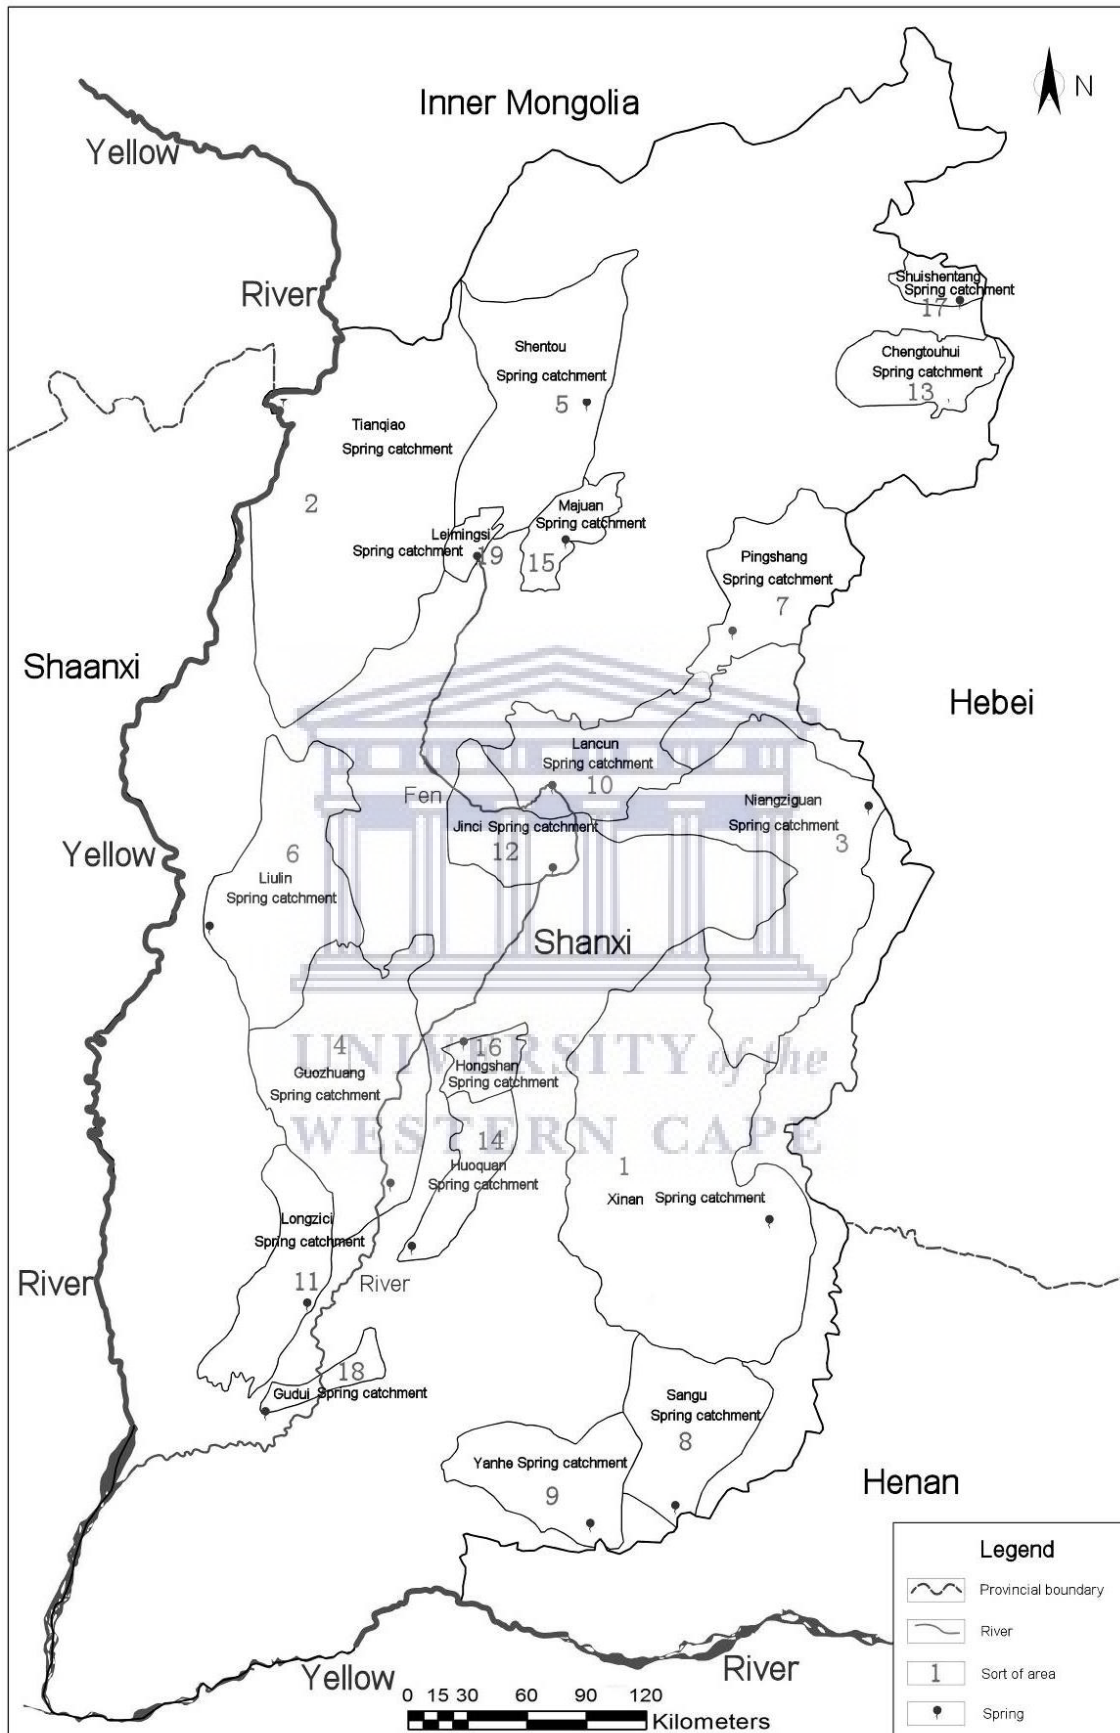 Inner Mongolia
N
Yellow
River
Shuishentang
Spring catchment
17
Shentou
Spring catchment
5
Chengtouhui
Spring catchment
13
Tianqiao
Spring catchment
2
Majuan
Spring catchment
15
Leimingsi
Spring catchment
19
Pingshang
Spring catchment
7
Shaanxi
Hebei
Lancun
Spring catchment
10
Fen
Niangziguan
Spring catchment
3
Jinci Spring catchment
12
Yellow
6
Liulin
Spring catchment
Shanxi
UNIVERSITY of the
WESTERN CAPE
4
Guozhuang
Spring catchment
16
Hongshan
Spring catchment
14
Huoquan
Spring catchment
1
Xinan Spring catchment
Longzici
Spring catchment
11
River
River
18
Gudui Spring catchment
Sangu
Spring catchment
8
Yanhe Spring catchment
9
Henan
Yellow
River
0 15 30 60 90 120
Kilometers
Legend
Provincial boundary
River
1 Sort of area
Spring